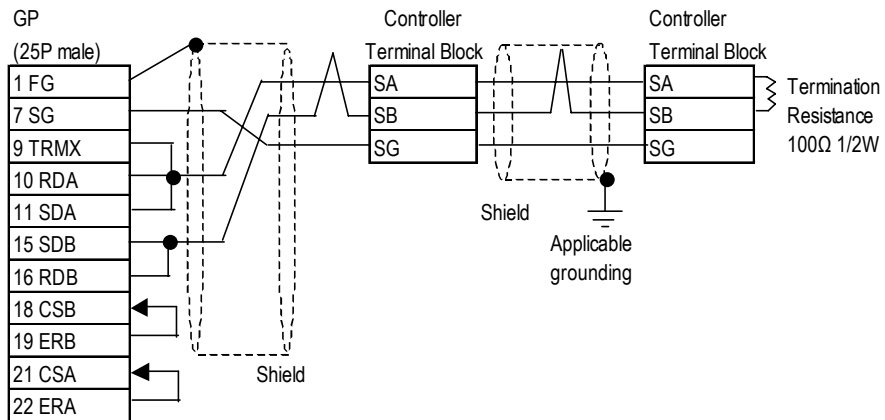 GP
(25P male)
1 FG
7 SG
9 TRMX
10 RDA
11 SDA
15 SDB
16 RDB
18 CSB
19 ERB
21 CSA
22 ERA
Shield
Controller
Terminal Block
SA
SB
SG
Shield
Applicable
grounding
Controller
Terminal Block
SA
SB
SG
Termination
Resistance
100Ω 1/2W